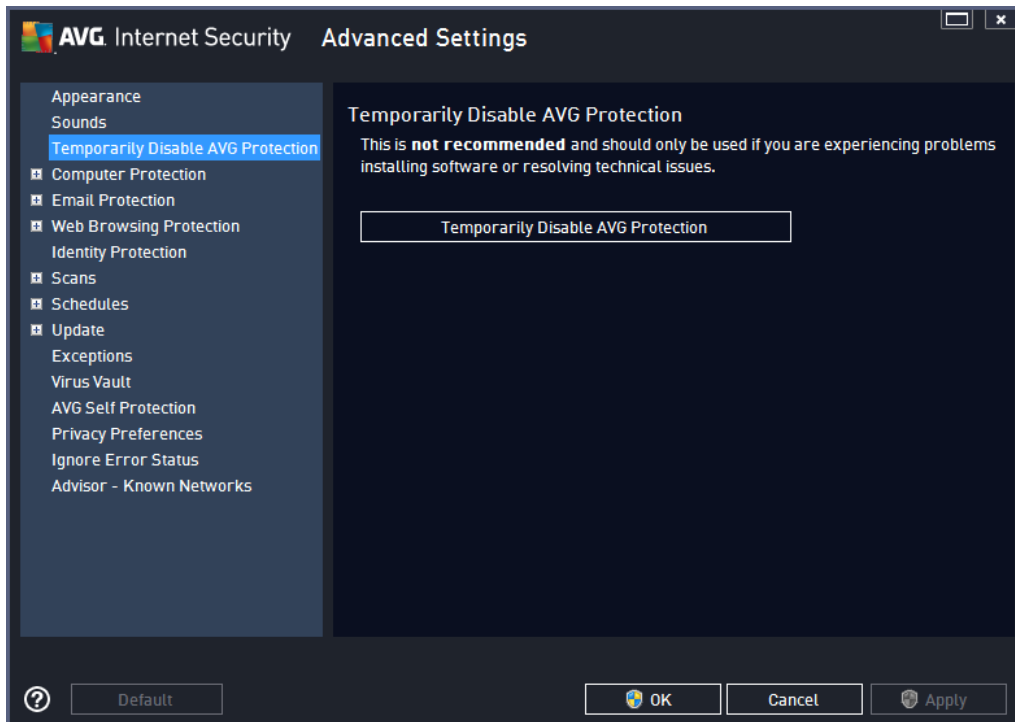 AVG. Internet Security Advanced Settings
Appearance
Sounds
Temporarily Disable AVG Protection
Computer Protection
Email Protection
Web Browsing Protection
Identity Protection
Scans
Schedules
Update
Exceptions
Virus Vault
AVG Self Protection
Privacy Preferences
Ignore Error Status
Advisor - Known Networks
Temporarily Disable AVG Protection
This is not recommended and should only be used if you are experiencing problems
installing software or resolving technical issues.
Temporarily Disable AVG Protection
Default
OK
Cancel
Apply